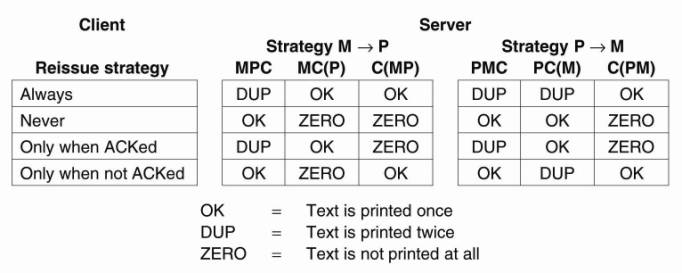 Client Server
Strategy M → P Strategy P → M
Reissue strategy MPC MC(P) C(MP) PMC PC(M) C(PM)
Always DUP OK OK DUP DUP OK
Never OK ZERO ZERO OK OK ZERO
Only when ACKed DUP OK ZERO DUP OK ZERO
Only when not ACKed OK ZERO OK OK DUP OK
OK = Text is printed once
DUP = Text is printed twice
ZERO = Text is not printed at all